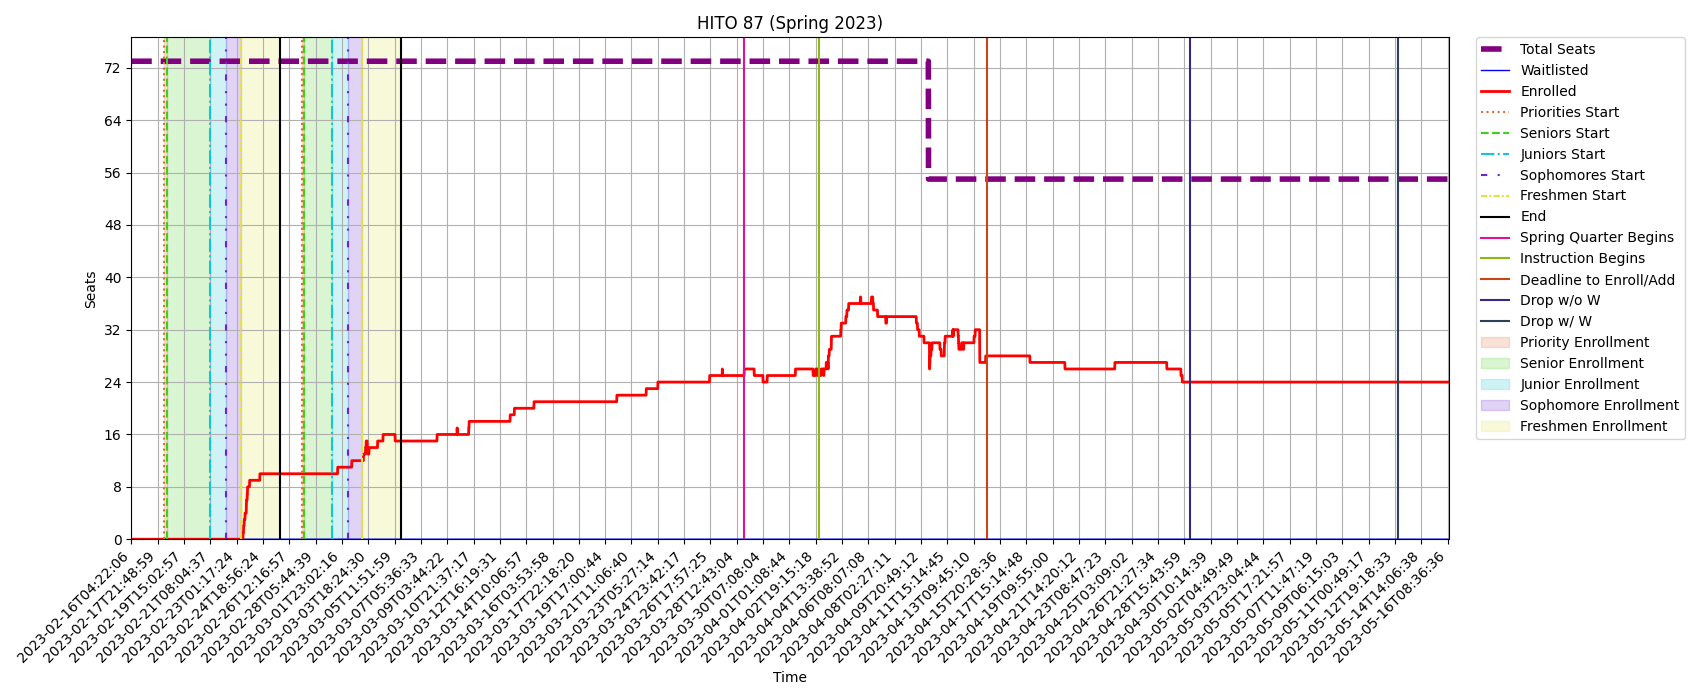 HITO 87 (Spring 2023)
Seats
72
64
56
48
40
32
24
16
8
0
2023-02-16T04:22:06
2023-02-17T21:48:59
2023-02-19T15:02:57
2023-02-21T08:04:37
2023-02-23T01:17:24
2023-02-24T18:56:24
2023-02-26T12:16:57
2023-02-28T05:44:39
2023-03-01T23:02:16
2023-03-03T18:24:30
2023-03-05T11:51:59
2023-03-07T05:36:33
2023-03-09T03:44:22
2023-03-10T21:37:17
2023-03-12T16:19:31
2023-03-14T10:06:57
2023-03-16T03:53:58
2023-03-17T22:18:20
2023-03-19T17:00:44
2023-03-21T11:06:40
2023-03-23T05:27:14
2023-03-24T23:42:17
2023-03-26T17:57:25
2023-03-28T12:43:04
2023-03-30T07:08:04
2023-04-01T01:08:44
2023-04-02T19:15:18
2023-04-04T13:38:52
2023-04-06T08:07:08
2023-04-08T02:27:11
2023-04-09T20:49:12
2023-04-11T15:14:45
2023-04-13T09:45:10
2023-04-15T20:28:36
2023-04-17T15:14:48
2023-04-19T09:55:00
2023-04-21T14:20:12
2023-04-23T08:47:23
2023-04-25T03:09:02
2023-04-26T21:27:34
2023-04-28T15:43:59
2023-04-30T10:14:39
2023-05-02T04:49:49
2023-05-03T23:04:44
2023-05-05T17:21:57
2023-05-07T11:47:19
2023-05-09T06:15:03
2023-05-11T00:49:17
2023-05-12T19:18:33
2023-05-14T14:06:38
2023-05-16T08:36:36
Time
Total Seats
Waitlisted
Enrolled
Priorities Start
Seniors Start
Juniors Start
Sophomores Start
Freshmen Start
End
Spring Quarter Begins
Instruction Begins
Deadline to Enroll/Add
Drop w/o W
Drop w/ W
Priority Enrollment
Senior Enrollment
Junior Enrollment
Sophomore Enrollment
Freshmen Enrollment